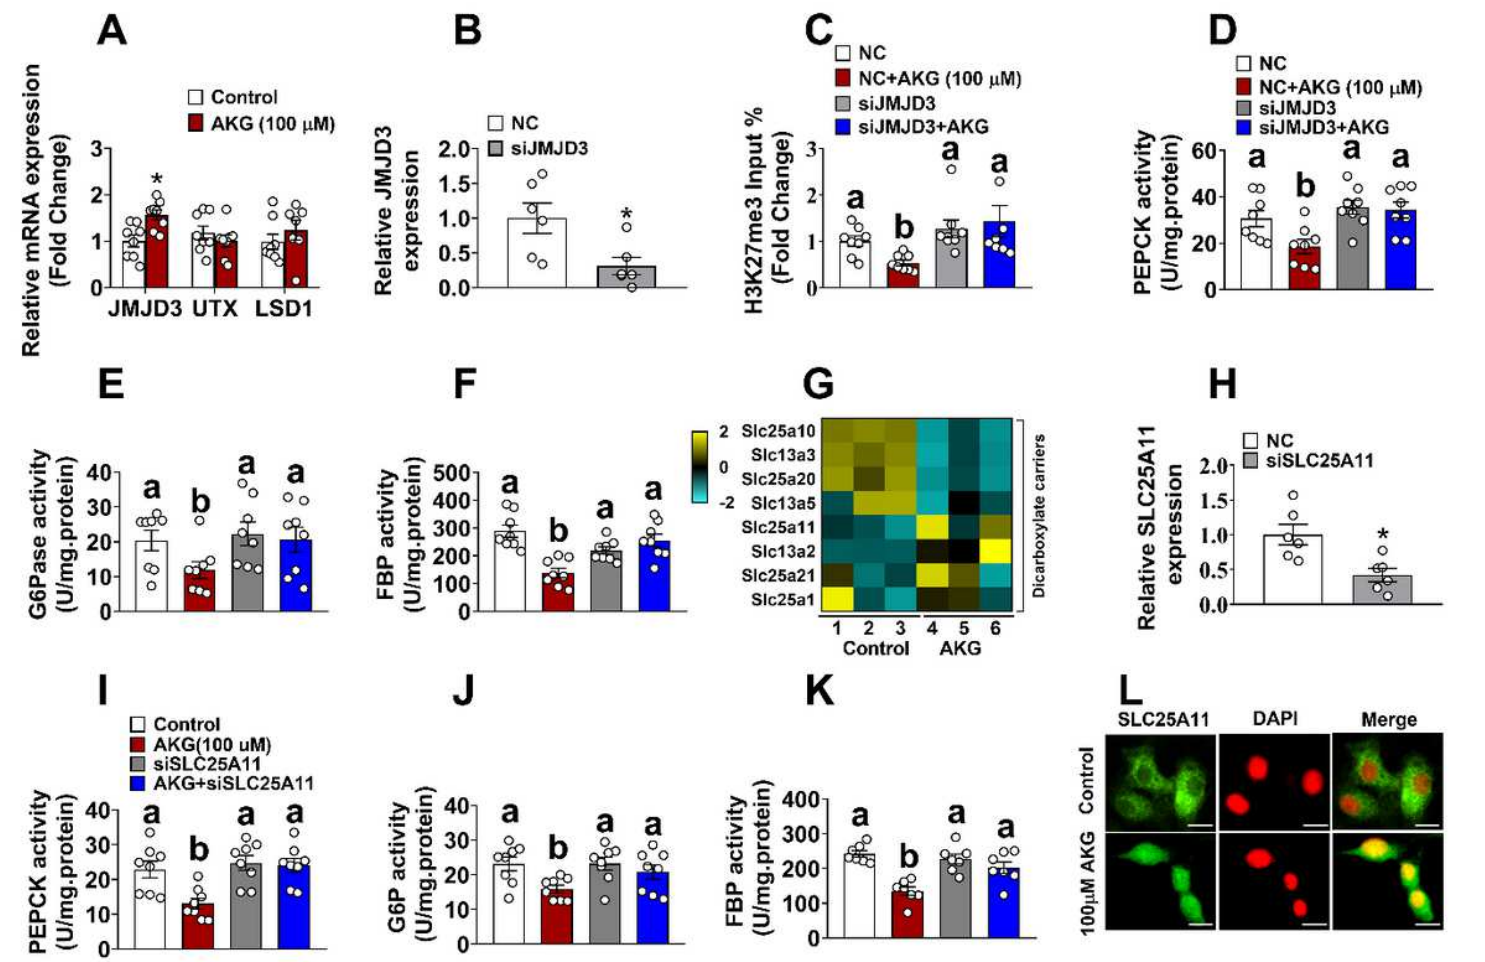 A
Control
AKG (100 μM)
Relative mRNA expression
(Fold Change)
3
2
1
0
*
JMJD3 UTX LSD1
B
NC
siJMJD3
Relative JMJD3
expression
2.0
1.5
1.0
0.5
0.0
*
C
NC
NC+AKG (100 μM)
siJMJD3
siJMJD3+AKG
H3K27me3 Input %
(Fold Change)
3
2
1
0
a b a a
D
NC
NC+AKG (100 μM)
siJMJD3
siJMJD3+AKG
PEPCK activity
(U/mg.protein)
60
40
20
0
a b a a
E
G6Pase activity
(U/mg.protein)
40
30
20
10
0
a b a a
F
FBP activity
(U/mg.protein)
500
400
300
200
100
0
a b a a
G
2
0
-2
Slc25a10
Slc13a3
Slc25a20
Slc13a5
Slc25a11
Slc13a2
Slc25a21
Slc25a1
Dicarboxylate carriers
1 2 3 4 5 6
Control AKG
H
NC
siSLC25A11
Relative SLC25A11
expression
2.0
1.5
1.0
0.5
0.0
*
I
Control
AKG(100 uM)
siSLC25A11
AKG+siSLC25A11
PEPCK activity
(U/mg.protein)
40
30
20
10
0
a b a a
J
G6P activity
(U/mg.protein)
40
30
20
10
0
a b a a
K
FBP activity
(U/mg.protein)
400
300
200
100
0
a b a a
L
SLC25A11 DAPI Merge
Control
100μM AKG